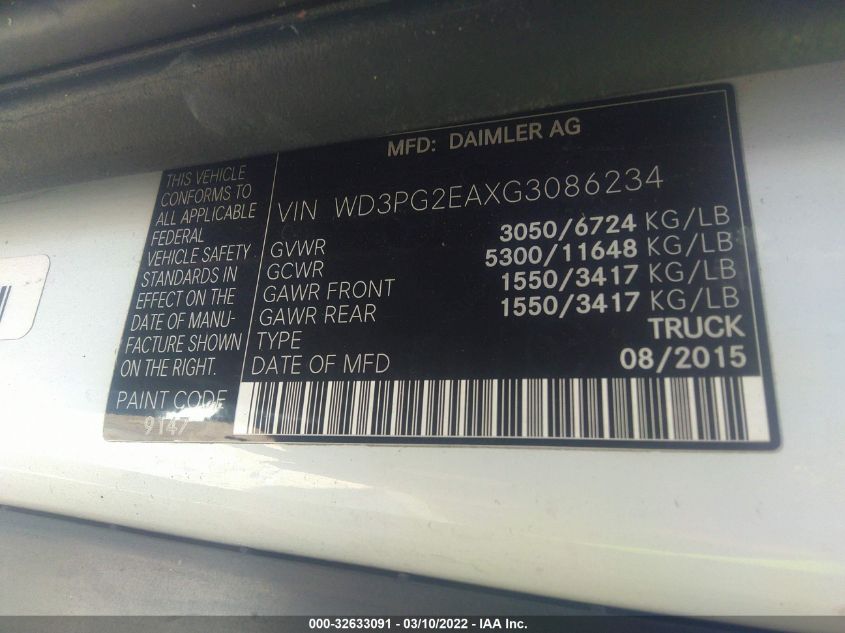 MFD: DAIMLER AG
THIS VEHICLE
CONFORMS TO
ALL APPLICABLE
FEDERAL
VEHICLE SAFETY
STANDARDS IN
EFFECT ON THE
DATE OF MANU-
FACTURE SHOWN
ON THE RIGHT.
PAINT CODE
9147
VIN WD3PG2EAXG3086234
GVWR 3050/6724 KG/LB
GCWR 5300/11648 KG/LB
GAWR FRONT 1550/3417 KG/LB
GAWR REAR 1550/3417 KG/LB
TYPE TRUCK
DATE OF MFD 08/2015
000-32633091 - 03/10/2022 - IAA Inc.